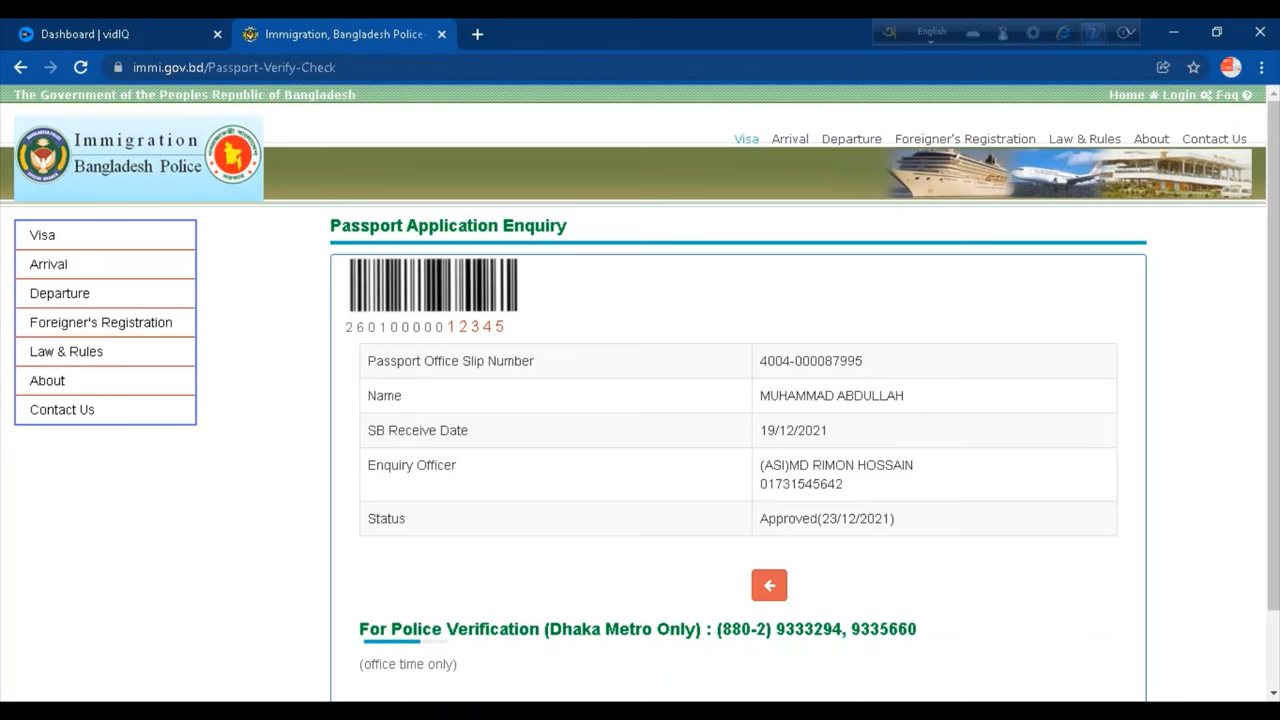 Dashboard | vidIQ
Immigration, Bangladesh Police
English
immi.gov.bd/Passport-Verify-Check
The Government of the Peoples Republic of Bangladesh
Home Login Faq
Immigration
Bangladesh Police
Visa Arrival Departure Foreigner's Registration Law & Rules About Contact Us
Visa
Arrival
Departure
Foreigner's Registration
Law & Rules
About
Contact Us
Passport Application Enquiry
260100000012345
Passport Office Slip Number 4004-000087995
Name MUHAMMAD ABDULLAH
SB Receive Date 19/12/2021
Enquiry Officer (ASI)MD RIMON HOSSAIN
01731545642
Status Approved(23/12/2021)
For Police Verification (Dhaka Metro Only) : (880-2) 9333294, 9335660
(office time only)